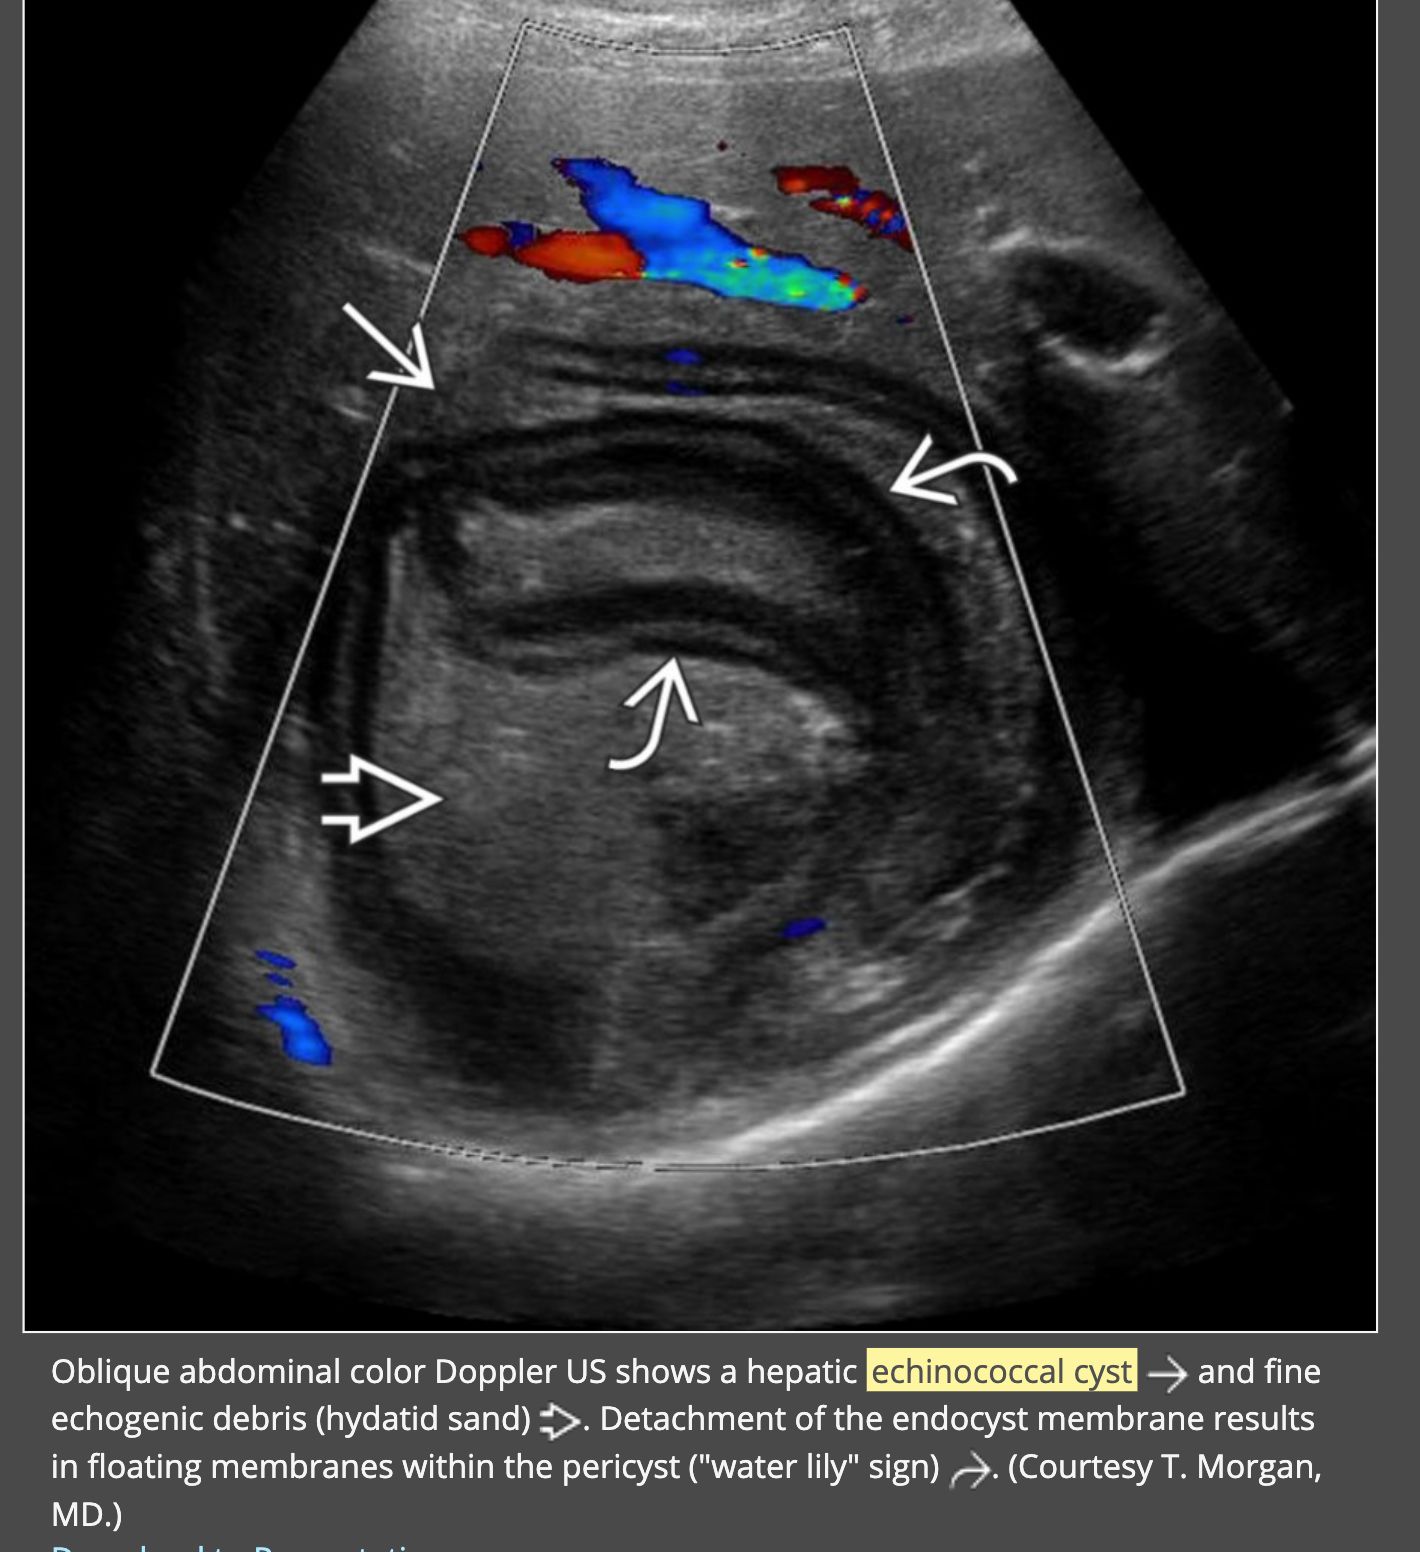 Oblique abdominal color Doppler US shows a hepatic echinococcal cyst → and fine
echogenic debris (hydatid sand) ⇨. Detachment of the endocyst membrane results
in floating membranes within the pericyst ("water lily" sign) ↷. (Courtesy T. Morgan,
MD.)